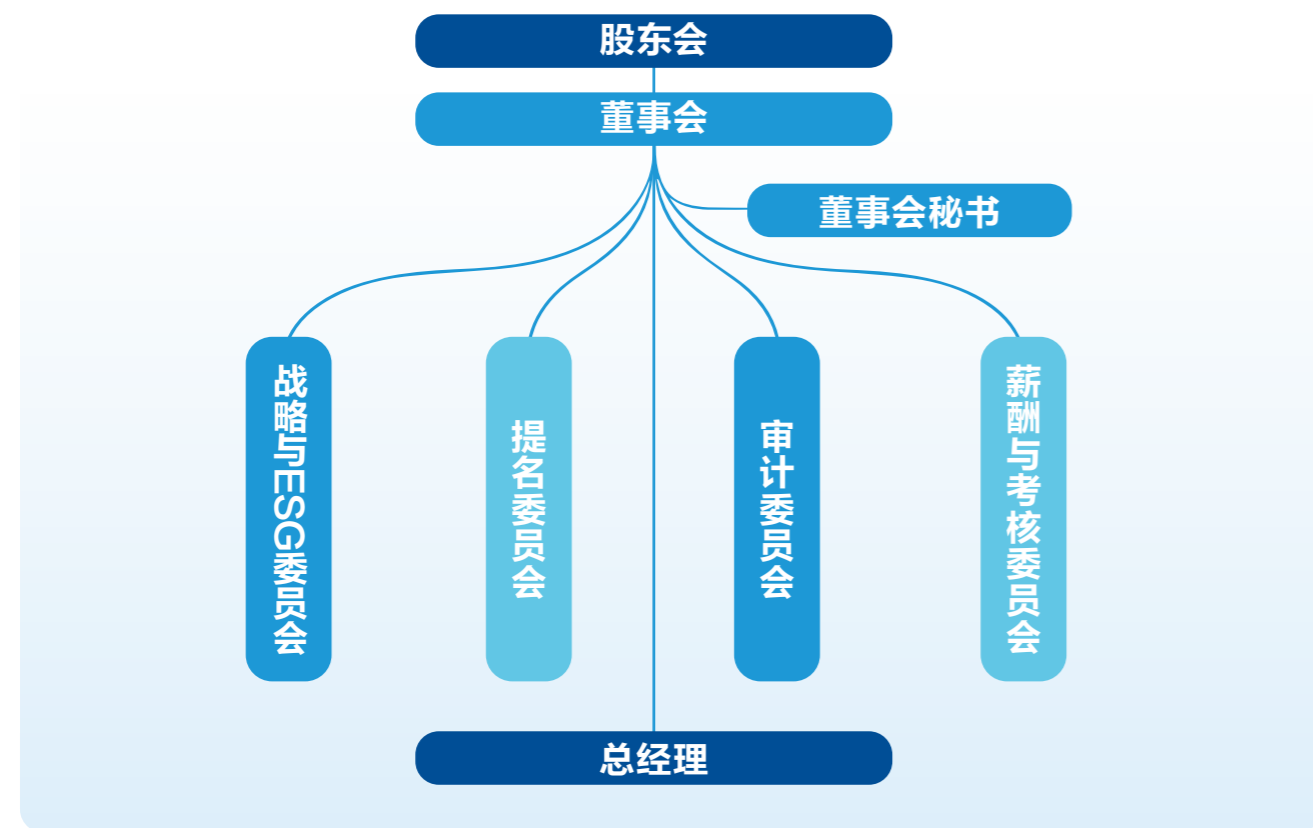 股东会
董事会
董事会秘书
战略与ESG委员会
提名委员会
审计委员会
薪酬与考核委员会
总经理